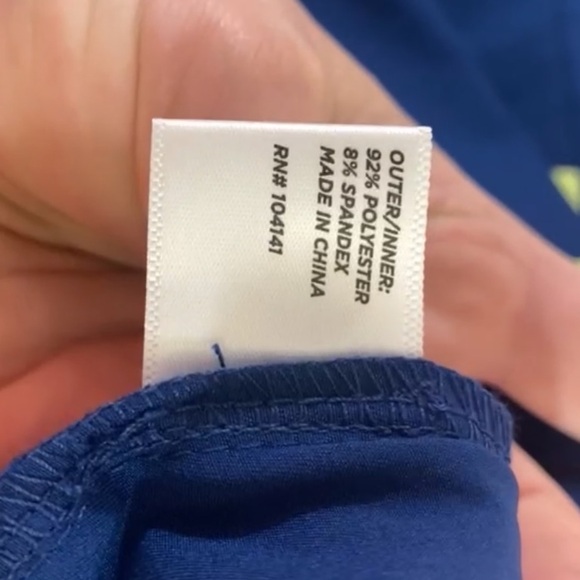 OUTER/INNER:
92% POLYESTER
8% SPANDEX
MADE IN CHINA
RN# 104141